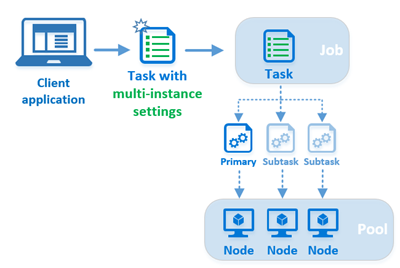 Client
application
Task with
multi-instance
settings
Job
Task
Primary
Subtask
Subtask
Pool
Node
Node
Node